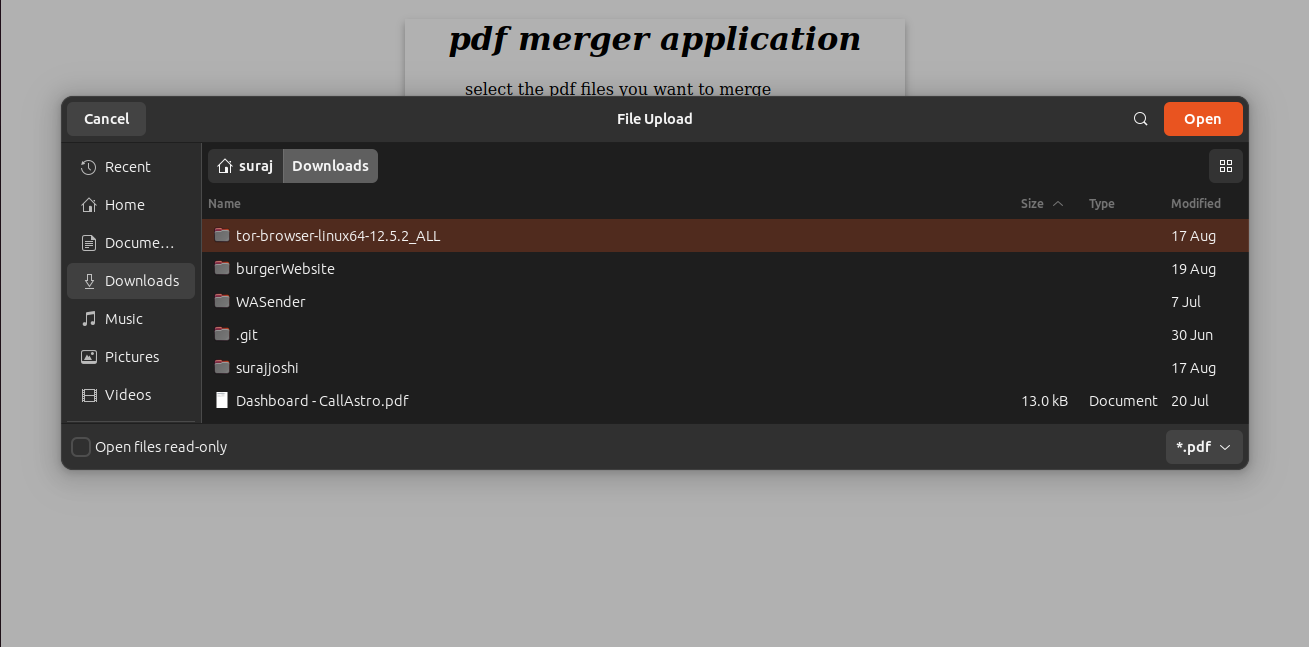 pdf merger application
select the pdf files you want to merge
Cancel File Upload Open
Recent
Home
Docume...
Downloads
Music
Pictures
Videos
suraj Downloads
Name Size Type Modified
tor-browser-linux64-12.5.2_ALL 17 Aug
burgerWebsite 19 Aug
WASender 7 Jul
.git 30 Jun
surajjoshi 17 Aug
Dashboard - CallAstro.pdf 13.0 kB Document 20 Jul
Open files read-only *.pdf